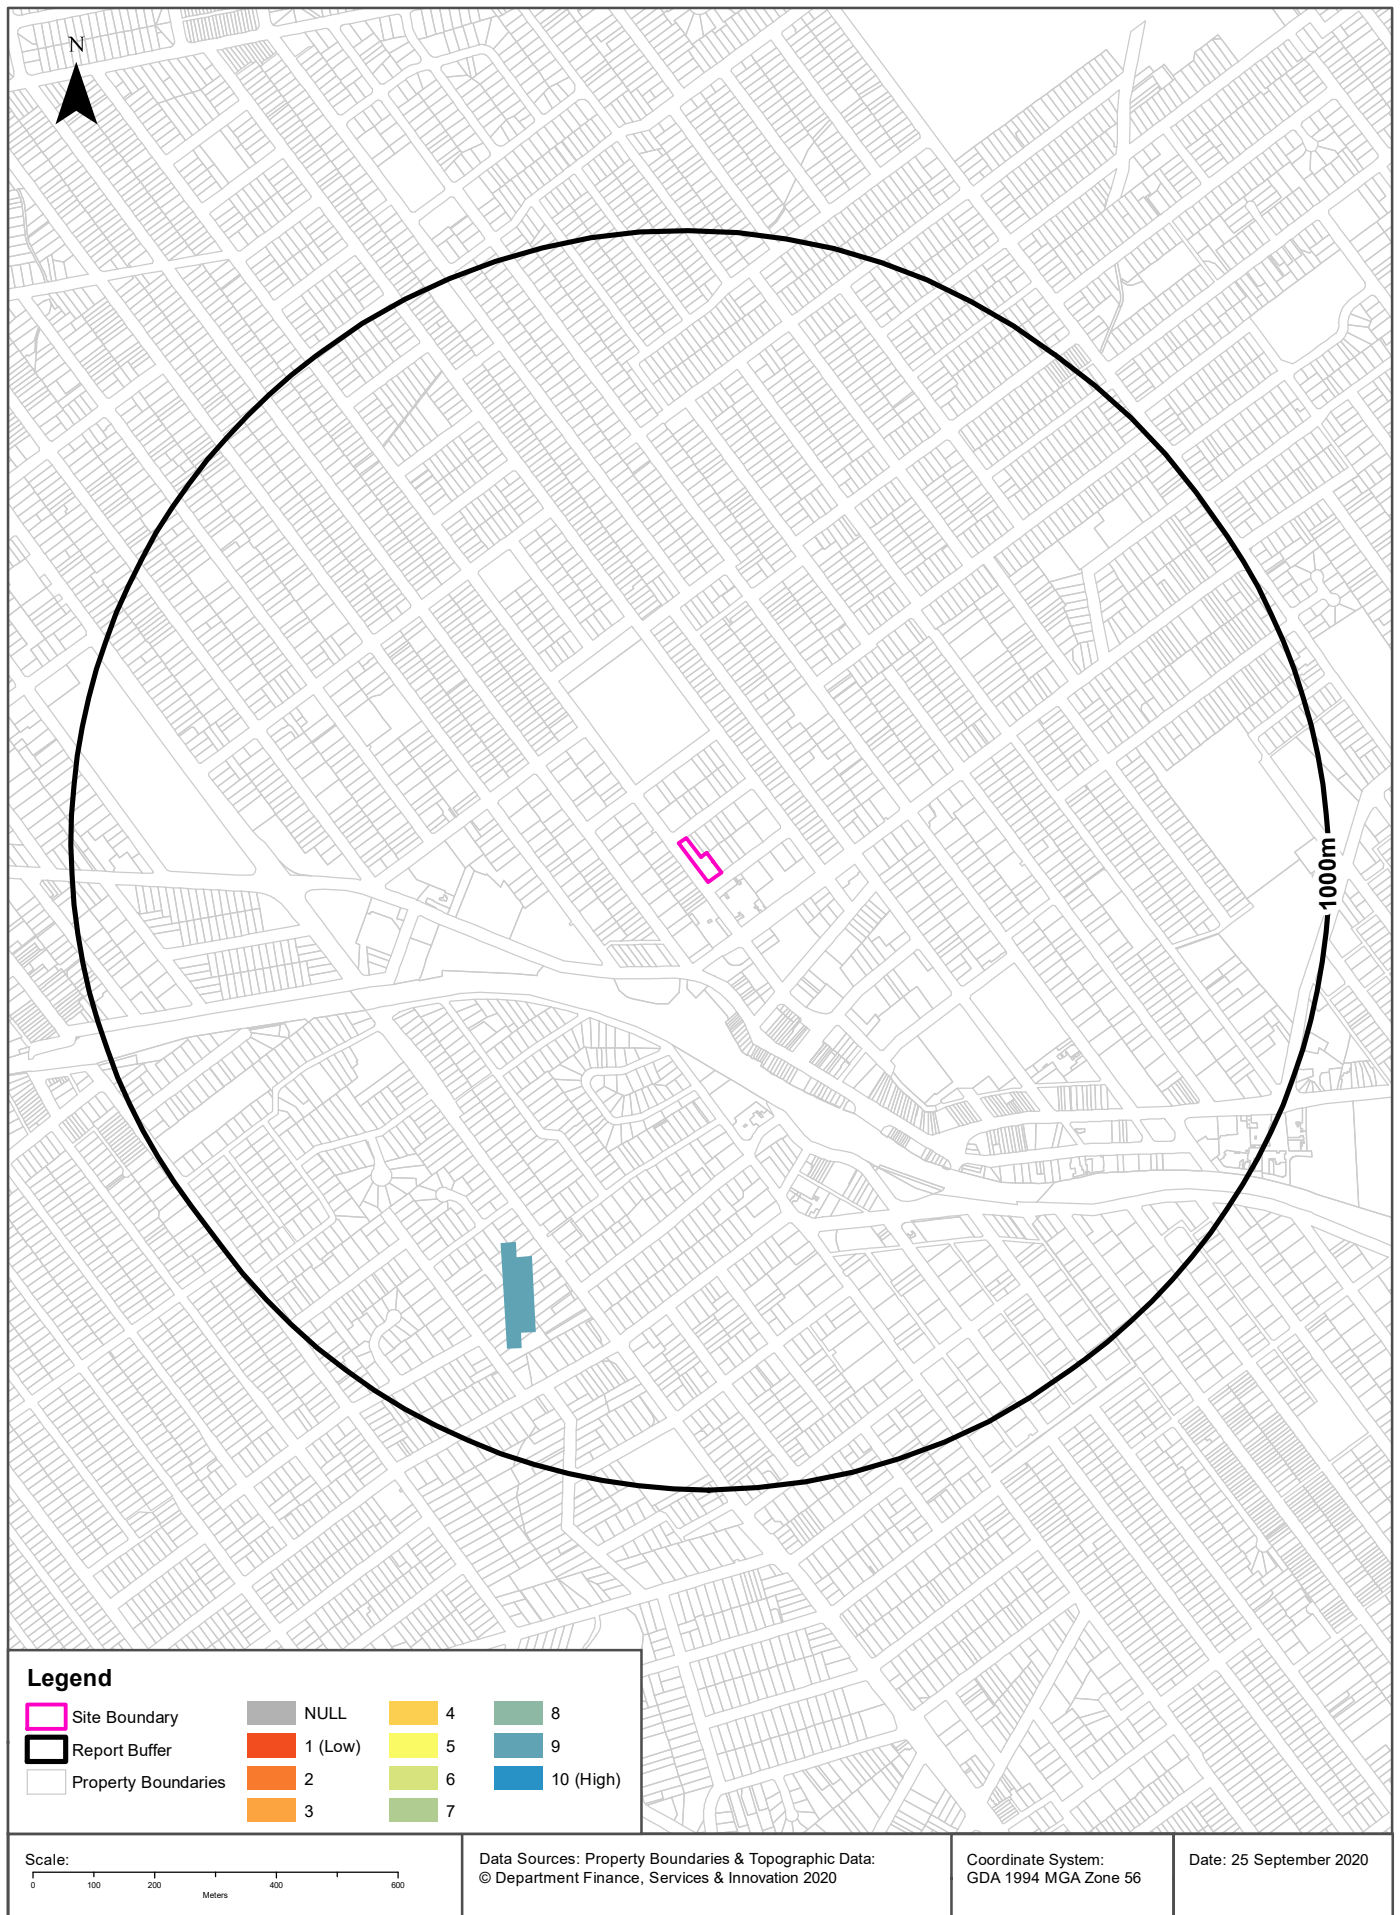 N
1000m
Legend
Site Boundary
Report Buffer
Property Boundaries
NULL
1 (Low)
2
3
4
5
6
7
8
9
10 (High)
Scale:
0 100 200 400 600
Meters
Data Sources: Property Boundaries & Topographic Data:
© Department Finance, Services & Innovation 2020
Coordinate System:
GDA 1994 MGA Zone 56
Date: 25 September 2020